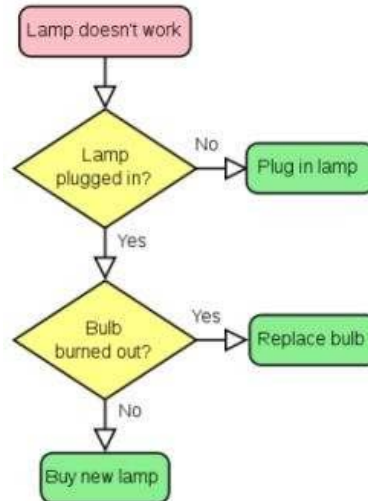 Lamp doesn't work
Lamp
plugged in?
No
Plug in lamp
Yes
Bulb
burned out?
Yes
Replace bulb
No
Buy new lamp